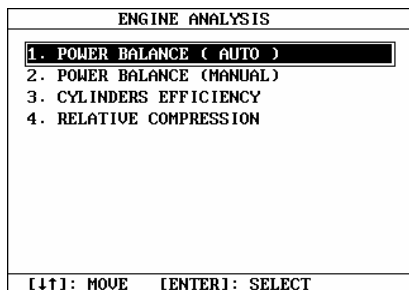 ENGINE ANALYSIS
1. POWER BALANCE ( AUTO )
2. POWER BALANCE (MANUAL)
3. CYLINDERS EFFICIENCY
4. RELATIVE COMPRESSION
[↓↑]: MOVE [ENTER]: SELECT